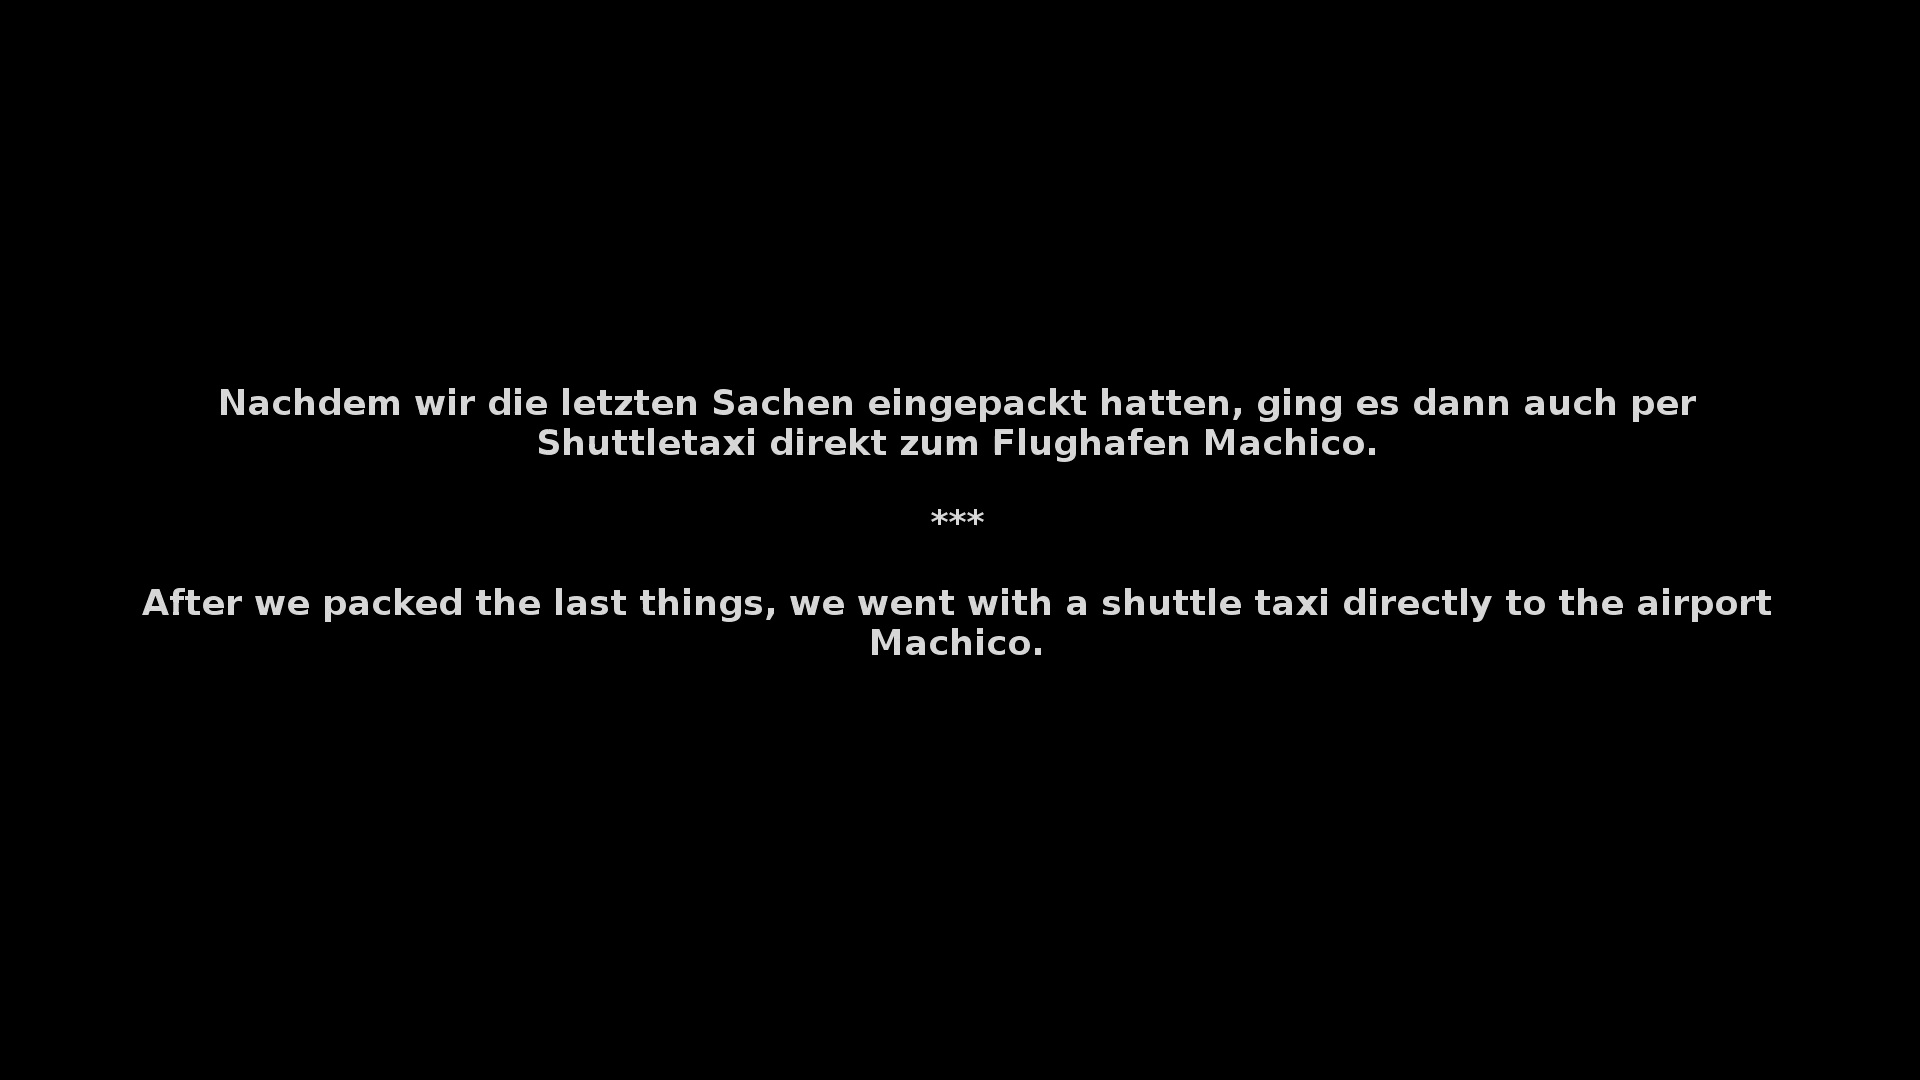 Nachdem wir die letzten Sachen eingepackt hatten, ging es dann auch per
Shuttletaxi direkt zum Flughafen Machico.
***
After we packed the last things, we went with a shuttle taxi directly to the airport
Machico.